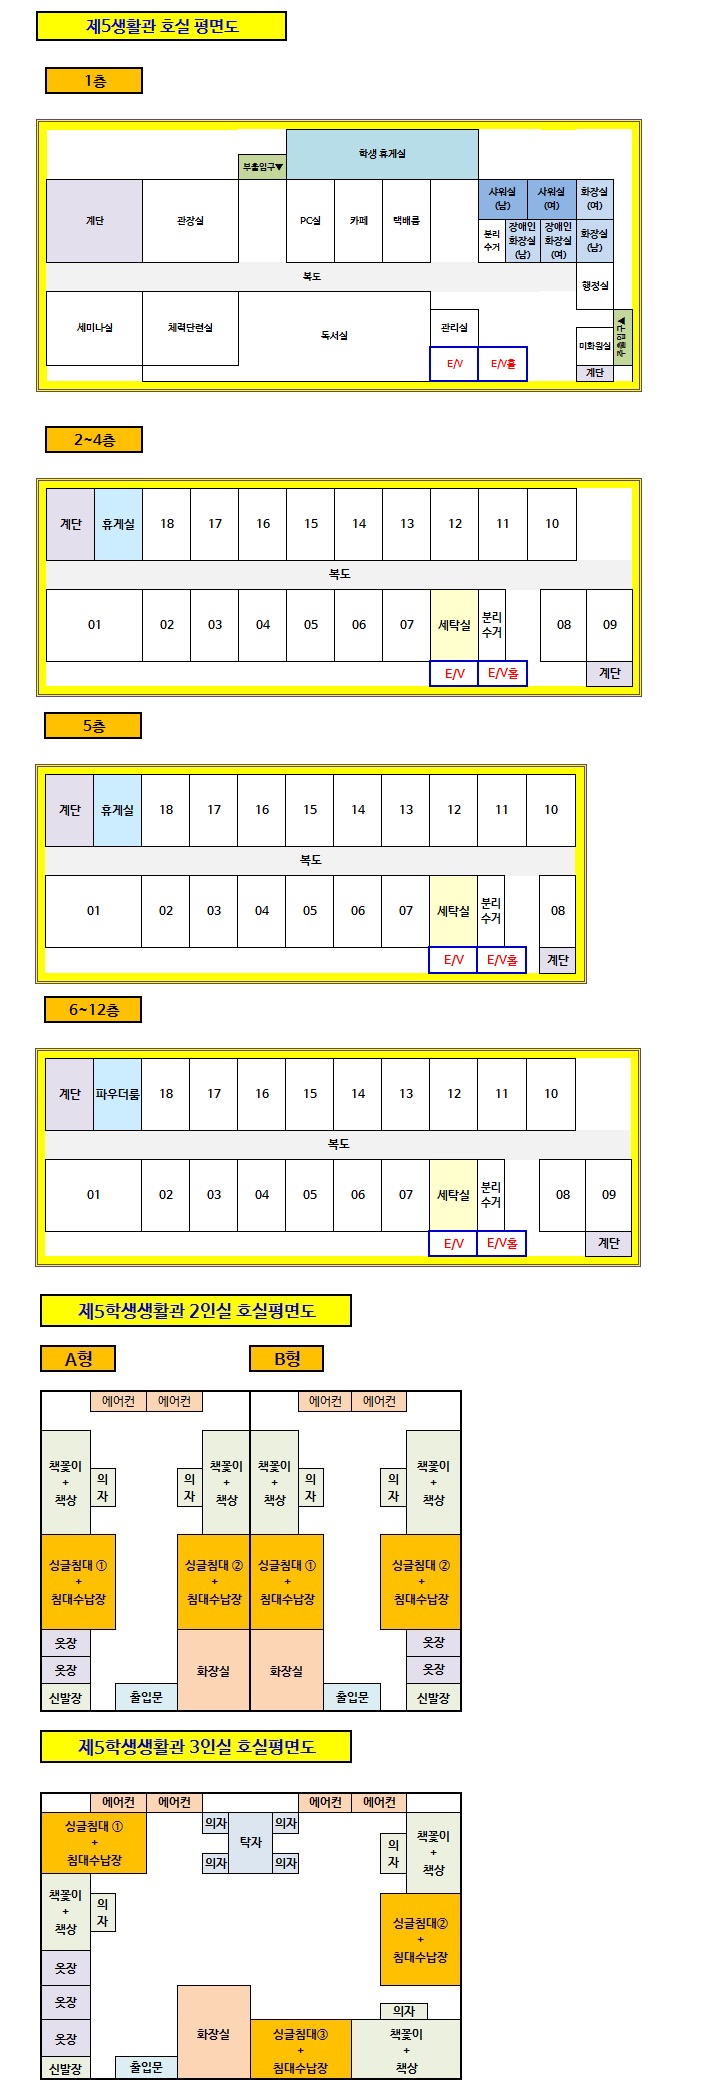 제5생활관 호실 평면도
1층
학생 휴게실
부출입구▼
계단
관장실
PC실
카페
택배룸
샤워실
(남)
샤워실
(여)
화장실
(여)
분리
수거
장애인
화장실
(남)
장애인
화장실
(여)
화장실
(남)
복도
행정실
세미나실
체력단련실
독서실
관리실
미화원실
주출입구▲
E/V
E/V홀
계단
2~4층
계단 휴게실 18 17 16 15 14 13 12 11 10
복도
01 02 03 04 05 06 07 세탁실 분리
수거
08 09
E/V E/V홀 계단
5층
계단 휴게실 18 17 16 15 14 13 12 11 10
복도
01 02 03 04 05 06 07 세탁실 분리
수거
08
E/V E/V홀 계단
6~12층
계단 파우더룸 18 17 16 15 14 13 12 11 10
복도
01 02 03 04 05 06 07 세탁실 분리
수거
08 09
E/V E/V홀 계단
제5학생생활관 2인실 호실평면도
A형 B형
에어컨 에어컨 에어컨 에어컨
책꽂이
+
책상
의
자
의
자
책꽂이
+
책상
책꽂이
+
책상
의
자
의
자
책꽂이
+
책상
싱글침대 ①
+
침대수납장
싱글침대 ②
+
침대수납장
싱글침대 ①
+
침대수납장
싱글침대 ②
+
침대수납장
옷장
옷장
신발장
출입문
화장실
화장실
출입문
옷장
옷장
신발장
제5학생생활관 3인실 호실평면도
에어컨 에어컨 에어컨 에어컨
싱글침대 ①
+
침대수납장
의자
의자
탁자
의자
의자
의
자
책꽂이
+
책상
책꽂이
+
책상
의
자
싱글침대②
+
침대수납장
옷장
옷장
옷장
신발장
출입문
화장실
싱글침대③
+
침대수납장
의자
책꽂이
+
책상